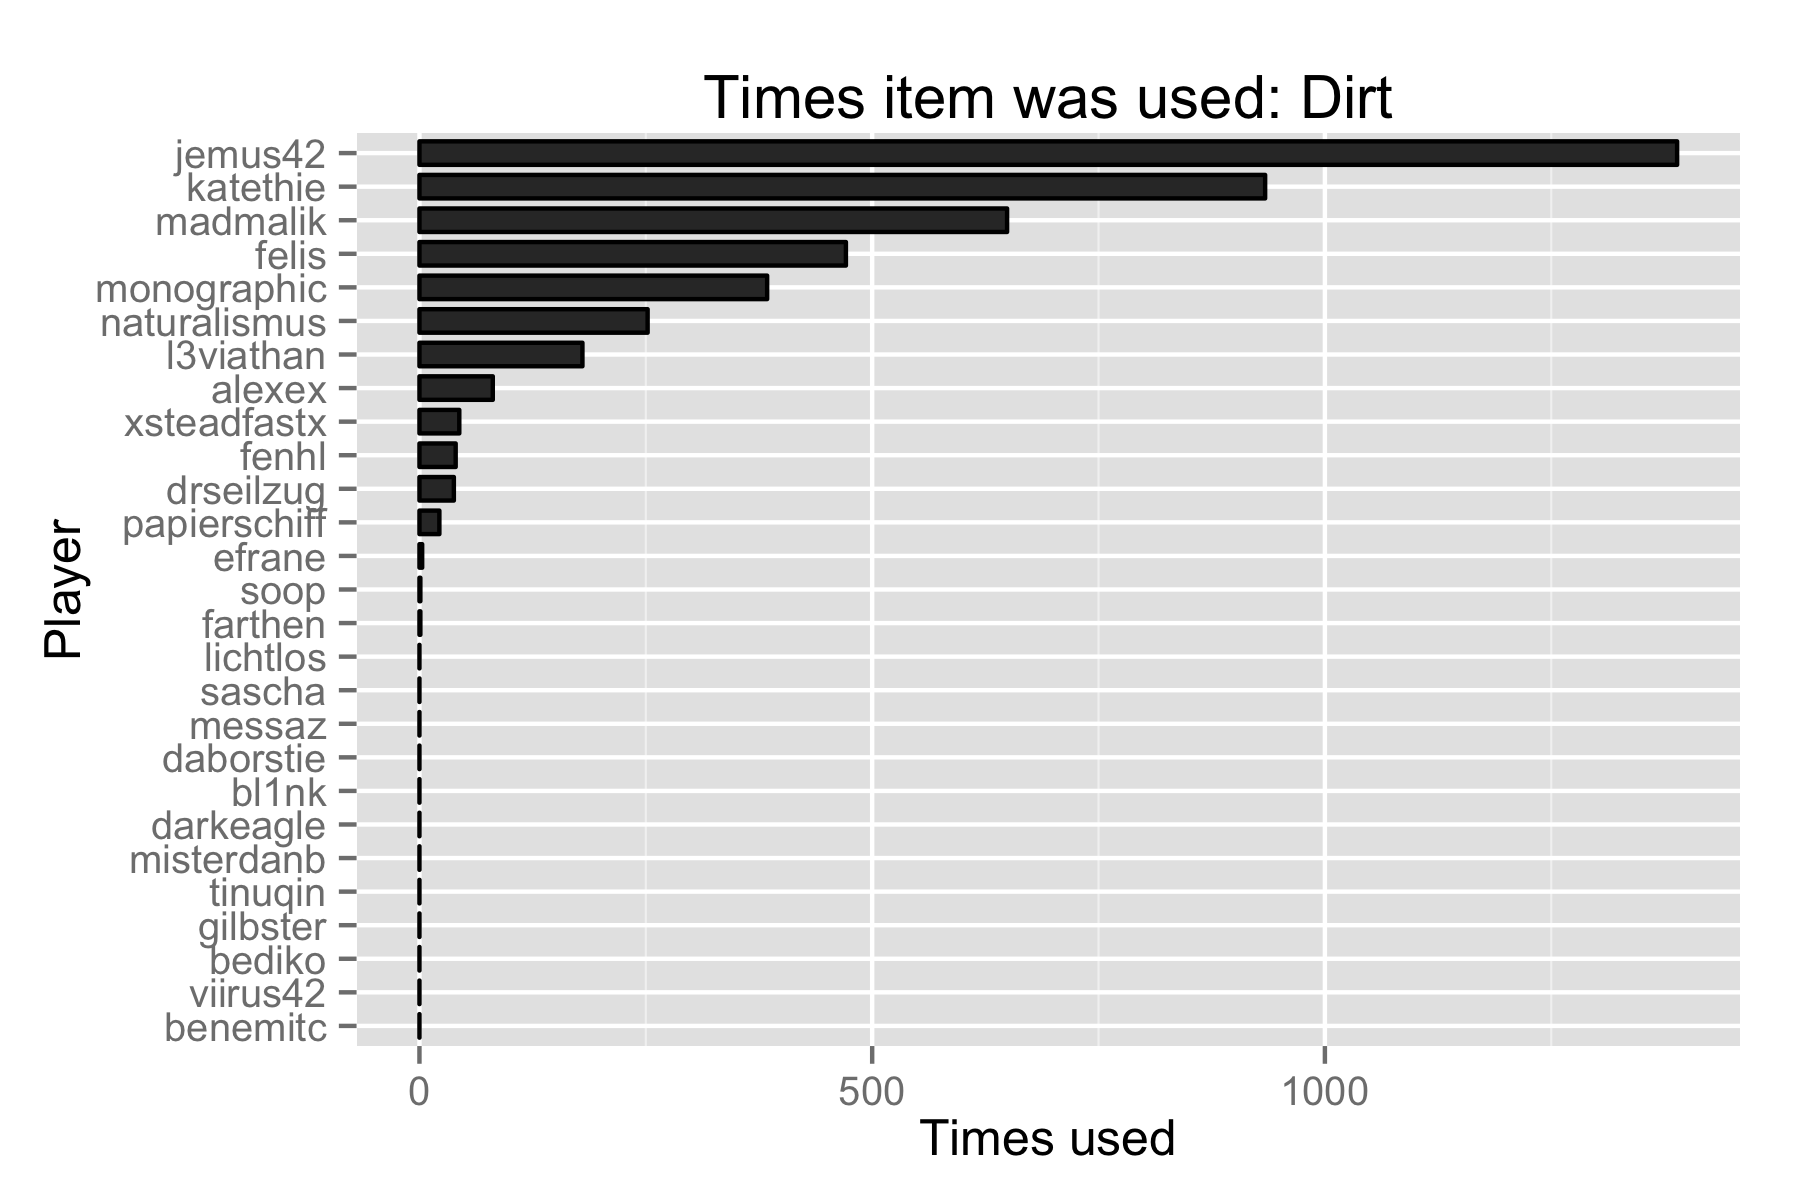 Times item was used: Dirt
jemus42
katethie
madmalik
felis
monographic
naturalismus
l3viathan
alexex
xsteadfastx
fenhl
drseilzug
papierschiff
efrane
soop
farthen
lichtlos
sascha
messaz
daborstie
bl1nk
darkeagle
misterdanb
tinuqin
gilbster
bediko
viirus42
benemitc
Player
0 500 1000
Times used